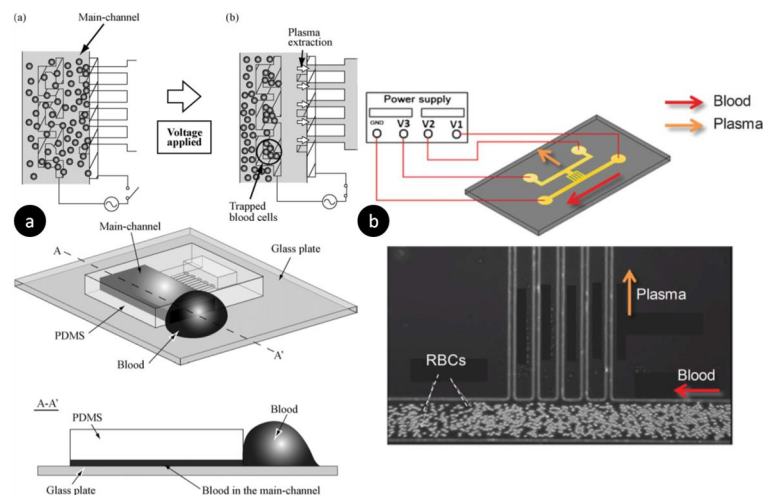 (a)
Main-channel
Voltage
applied
(b)
Plasma
extraction
Trapped
blood cells
a
Main-channel
A
Glass plate
PDMS
Blood
A'
A-A'
PDMS
Blood
Glass plate
Blood in the main-channel
Power supply
GND V3 V2 V1
Blood
Plasma
b
Plasma
RBCs
Blood